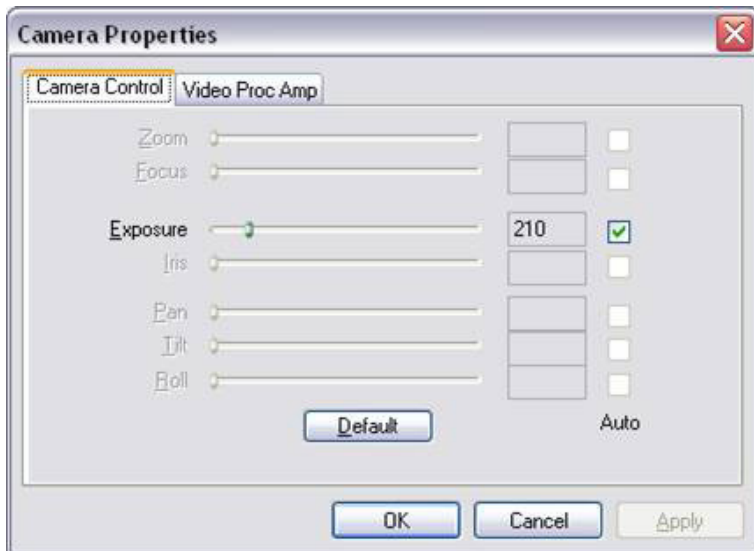 Camera Properties
Camera Control Video Proc Amp
Zoom
Focus
Exposure 210
Iris
Pan
Tilt
Roll
Default Auto
OK Cancel Apply